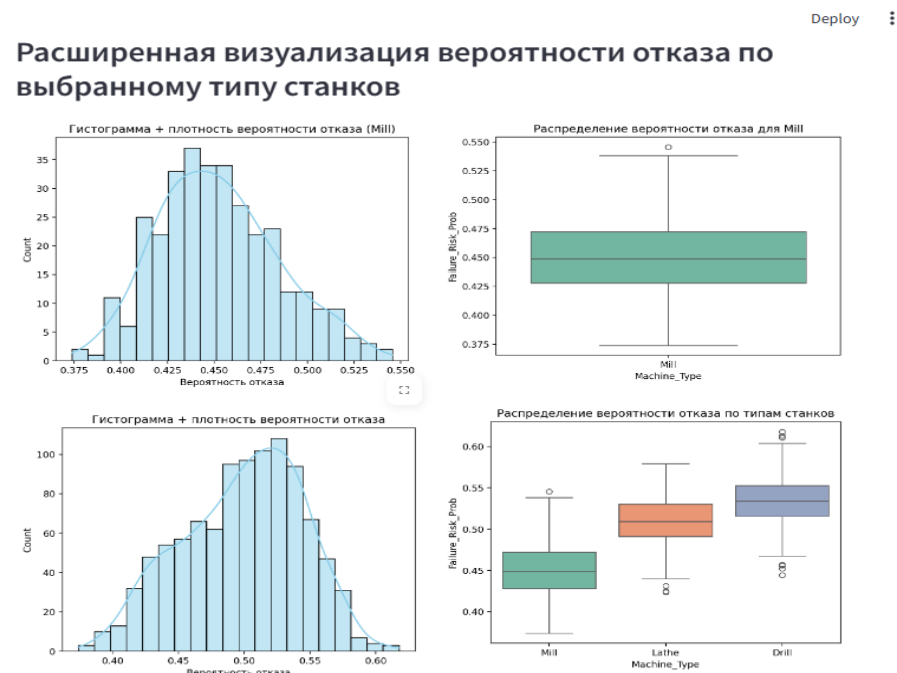 Deploy
Расширенная визуализация вероятности отказа по
выбранному типу станков
Гистограмма + плотность вероятности отказа (Mill)
35
30
25
20
15
10
5
0
Count
0.375 0.400 0.425 0.450 0.475 0.500 0.525 0.550
Вероятность отказа
Распределение вероятности отказа для Mill
0.550
0.525
0.500
0.475
0.450
0.425
0.400
0.375
Failure_Risk_Prob
Mill
Machine_Type
Гистограмма + плотность вероятности отказа
100
80
60
40
20
0
Count
0.40 0.45 0.50 0.55 0.60
Вероятность отказа
Распределение вероятности отказа по типам станков
0.60
0.55
0.50
0.45
0.40
Failure_Risk_Prob
Mill Lathe Drill
Machine_Type